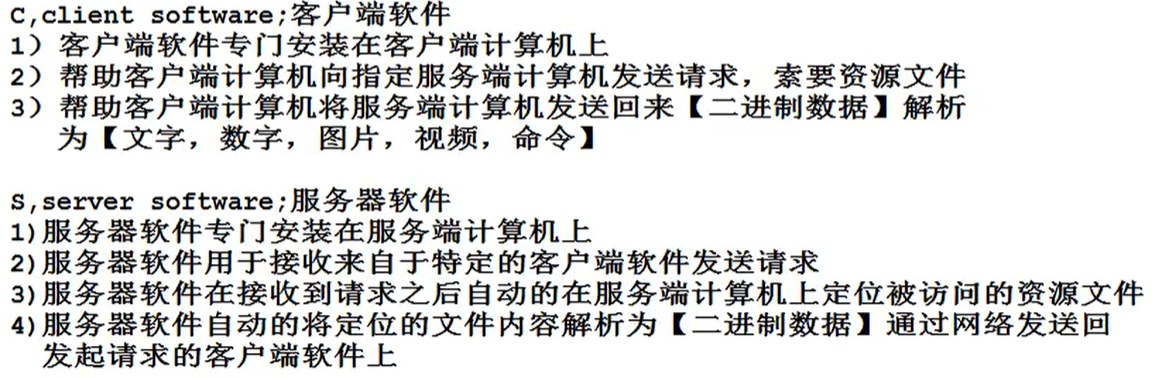 C,client software;客户端软件
1) 客户端软件专门安装在客户端计算机上
2) 帮助客户端计算机向指定服务端计算机发送请求，索要资源文件
3) 帮助客户端计算机将服务端计算机发送回来【二进制数据】解析
为【文字，数字，图片，视频，命令】
S,server software;服务器软件
1)服务器软件专门安装在服务端计算机上
2)服务器软件用于接收来自于特定的客户端软件发送请求
3)服务器软件在接收到请求之后自动的在服务端计算机上定位被访问的资源文件
4)服务器软件自动的将定位的文件内容解析为【二进制数据】通过网络发送回
发起请求的客户端软件上